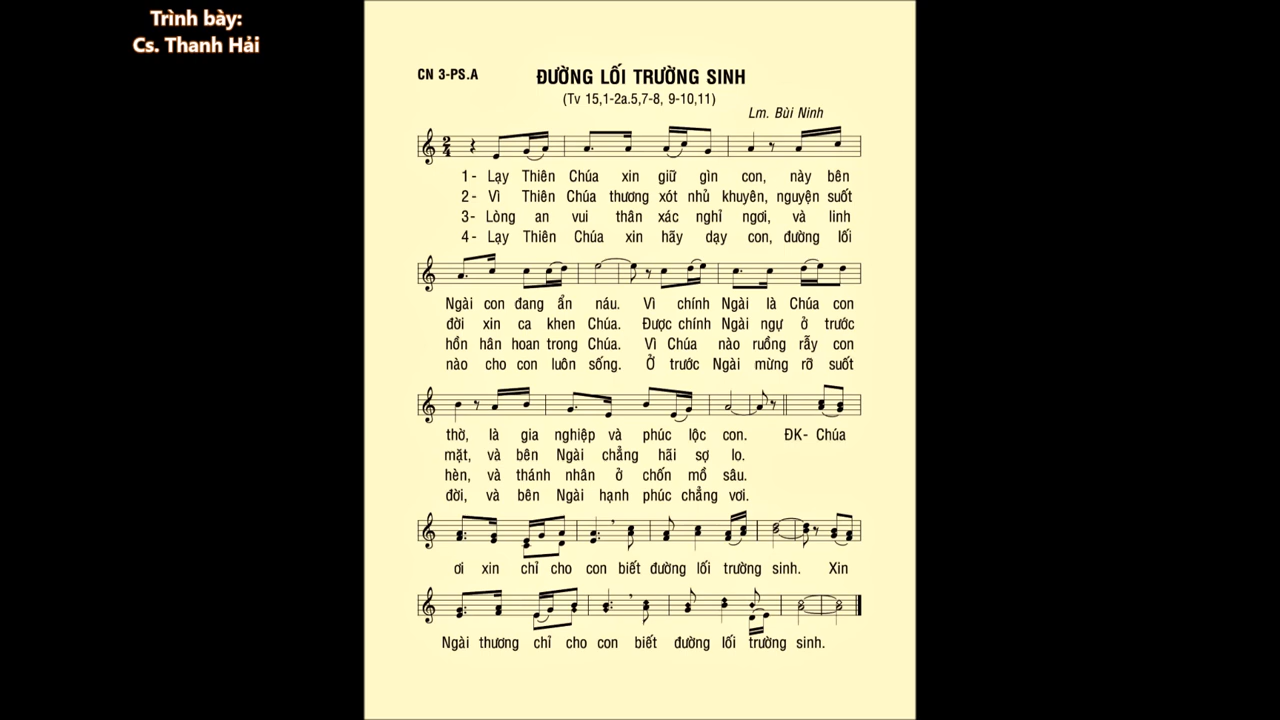 Trình bày:
Cs. Thanh Hải
CN 3-PS.A
ĐƯỜNG LỐI TRƯỜNG SINH
(Tv 15,1-2a.5,7-8, 9-10,11)
Lm. Bùi Ninh
1- Lạy Thiên Chúa xin giữ gìn con, này bên
2- Vì Thiên Chúa thương xót nhủ khuyên, nguyện suốt
3- Lòng an vui thân xác nghỉ ngơi, và linh
4- Lạy Thiên Chúa xin hãy dạy con, đường lối
Ngài con đang ẩn náu. Vì chính Ngài là Chúa con
đời xin ca khen Chúa. Được chính Ngài ngự ở trước
hồn hân hoan trong Chúa. Vì Chúa nào ruồng rẫy con
nào cho con luôn sống. Ở trước Ngài mừng rỡ suốt
thờ, là gia nghiệp và phúc lộc con. ĐK- Chúa
mặt, và bên Ngài chẳng hãi sợ lo.
hèn, và thánh nhân ở chốn mồ sâu.
đời, và bên Ngài hạnh phúc chẳng vơi.
ơi xin chỉ cho con biết đường lối trường sinh. Xin
Ngài thương chỉ cho con biết đường lối trường sinh.